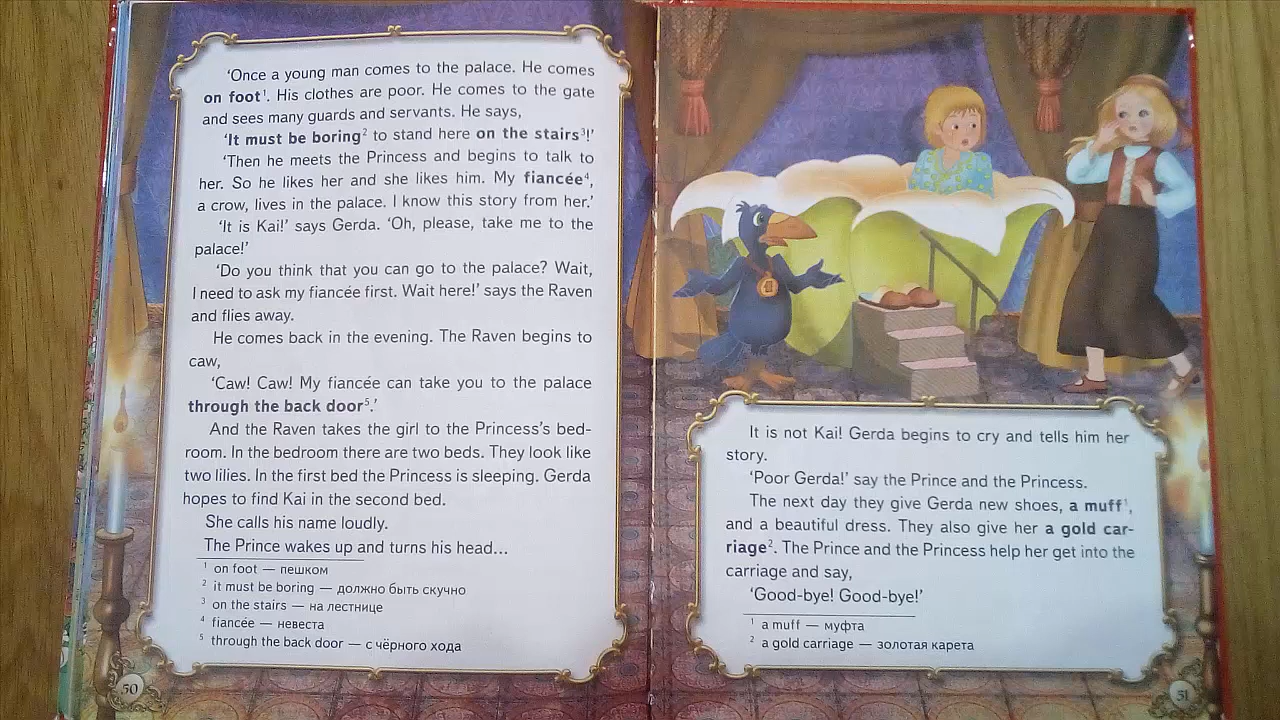 ‘Once a young man comes to the palace. He comes
on foot¹. His clothes are poor. He comes to the gate
and sees many guards and servants. He says,
‘It must be boring² to stand here on the stairs³!’
‘Then he meets the Princess and begins to talk to
her. So he likes her and she likes him. My fiancée⁴,
a crow, lives in the palace. I know this story from her.’
‘It is Kai!’ says Gerda. ‘Oh, please, take me to the
palace!’
‘Do you think that you can go to the palace? Wait,
I need to ask my fiancée first. Wait here!’ says the Raven
and flies away.
He comes back in the evening. The Raven begins to
caw,
‘Caw! Caw! My fiancée can take you to the palace
through the back door⁵.’
And the Raven takes the girl to the Princess’s bed-
room. In the bedroom there are two beds. They look like
two lilies. In the first bed the Princess is sleeping. Gerda
hopes to find Kai in the second bed.
She calls his name loudly.
The Prince wakes up and turns his head...
¹ on foot — пешком
² it must be boring — должно быть скучно
³ on the stairs — на лестнице
⁴ fiancée — невеста
⁵ through the back door — с чёрного хода
50
It is not Kai! Gerda begins to cry and tells him her
story.
‘Poor Gerda!’ say the Prince and the Princess.
The next day they give Gerda new shoes, a muff¹,
and a beautiful dress. They also give her a gold car-
riage². The Prince and the Princess help her get into the
carriage and say,
‘Good-bye! Good-bye!’
¹ a muff — муфта
² a gold carriage — золотая карета
51